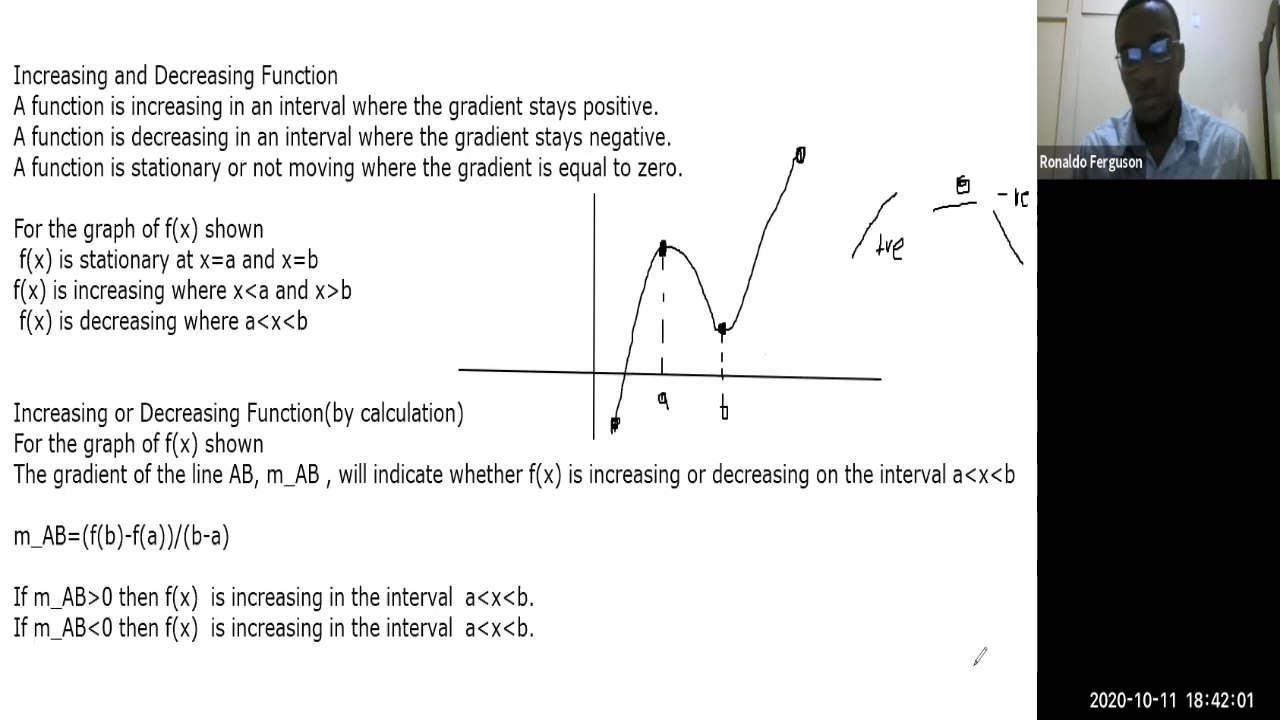 Increasing and Decreasing Function
A function is increasing in an interval where the gradient stays positive.
A function is decreasing in an interval where the gradient stays negative.
A function is stationary or not moving where the gradient is equal to zero.
For the graph of f(x) shown
f(x) is stationary at x=a and x=b
f(x) is increasing where x<a and x>b
f(x) is decreasing where a<x<b
a
b
+ve
-ve
Increasing or Decreasing Function(by calculation)
For the graph of f(x) shown
The gradient of the line AB, m_AB , will indicate whether f(x) is increasing or decreasing on the interval a<x<b
m_AB=(f(b)-f(a))/(b-a)
If m_AB>0 then f(x)  is increasing in the interval  a<x<b.
If m_AB<0 then f(x)  is increasing in the interval  a<x<b.
Ronaldo Ferguson
2020-10-11 18:42:01